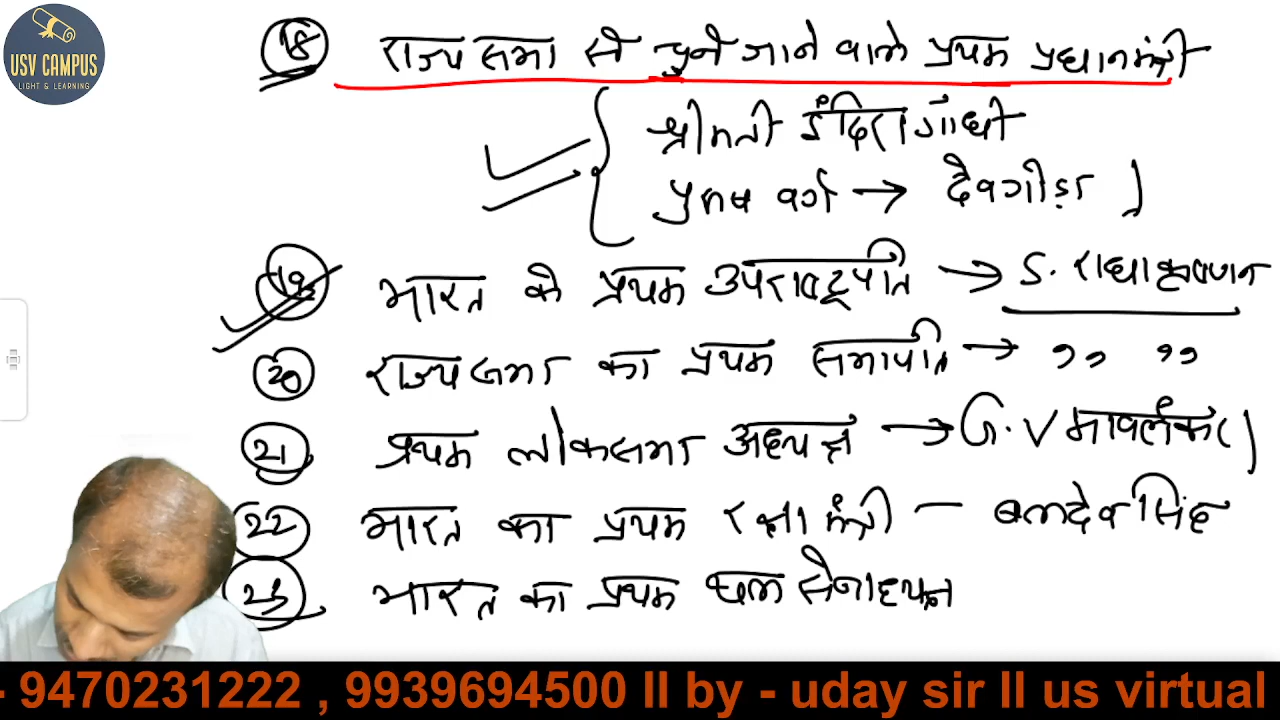 USV CAMPUS
LIGHT & LEARNING
18 राज्यसभा से चुने जाने वाले प्रथम प्रधानमंत्री
श्रीमती इंदिरा गाँधी
पुरुष वर्ग → देवगौड़ा )
19 भारत के प्रथम उपराष्ट्रपति → S. राधाकृष्णन
20 राज्यसभा का प्रथम सभापति → ,, ,,
21 प्रथम लोकसभा अध्यक्ष → G.V मावलंकर )
22 भारत का प्रथम रक्षा मंत्री - बलदेव सिंह
23 भारत का प्रथम थल सेनाध्यक्ष
- 9470231222 , 9939694500 II by - uday sir II us virtual